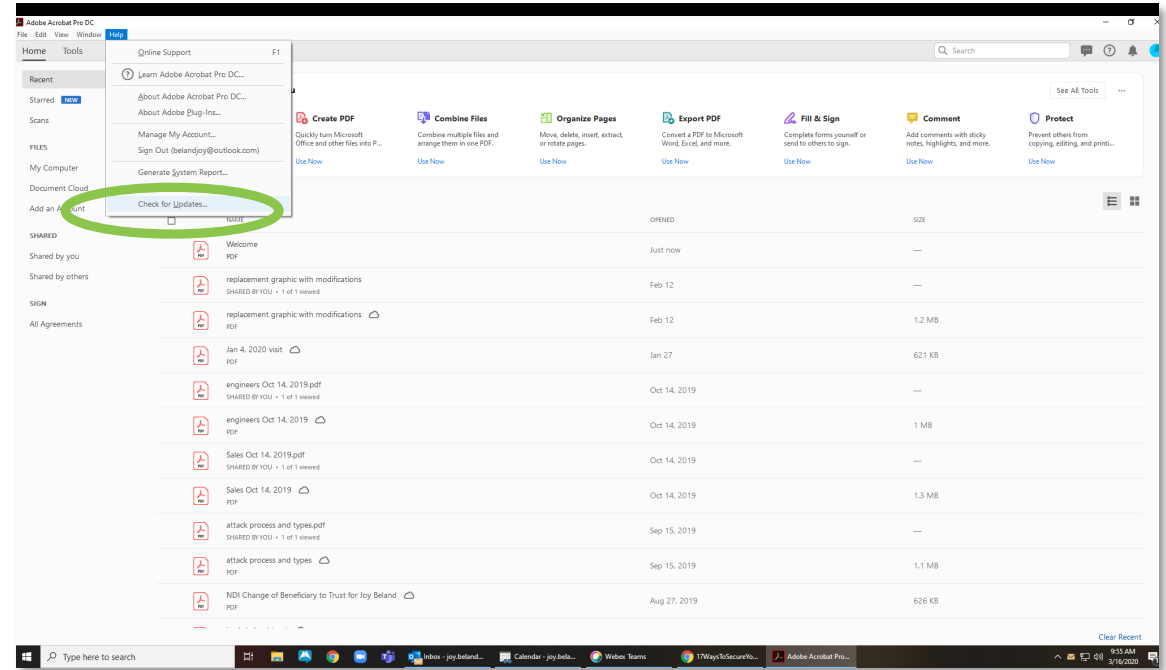 Adobe Acrobat Pro DC
File Edit View Window Help
Home Tools
Search
Online Support F1
Learn Adobe Acrobat Pro DC...
About Adobe Acrobat Pro DC...
About Adobe Plug-Ins...
Manage My Account...
Sign Out (belandjoy@outlook.com)
Generate System Report...
Check for Updates...
Recent
Starred NEW
Scans
FILES
My Computer
Document Cloud
Add an Account
SHARED
Shared by you
Shared by others
SIGN
All Agreements
See All Tools
Create PDF
Quickly turn Microsoft
Office and other files into P...
Use Now
Combine Files
Combine multiple files and
arrange them in one PDF.
Use Now
Organize Pages
Move, delete, insert, extract,
or rotate pages.
Use Now
Export PDF
Convert a PDF to Microsoft
Word, Excel, and more.
Use Now
Fill & Sign
Complete forms yourself or
send to others to sign.
Use Now
Comment
Add comments with sticky
notes, highlights, and more.
Use Now
Protect
Prevent others from
copying, editing, and printi...
Use Now
NAME OPENED SIZE
Welcome
PDF
Just now —
replacement graphic with modifications
SHARED BY YOU • 1 of 1 viewed
Feb 12 —
replacement graphic with modifications
PDF
Feb 12 1.2 MB
Jan 4, 2020 visit
PDF
Jan 27 621 KB
engineers Oct 14, 2019.pdf
SHARED BY YOU • 1 of 1 viewed
Oct 14, 2019 —
engineers Oct 14, 2019
PDF
Oct 14, 2019 1 MB
Sales Oct 14, 2019.pdf
SHARED BY YOU • 1 of 1 viewed
Oct 14, 2019 —
Sales Oct 14, 2019
PDF
Oct 14, 2019 1.3 MB
attack process and types.pdf
SHARED BY YOU • 1 of 1 viewed
Sep 15, 2019 —
attack process and types
PDF
Sep 15, 2019 1.1 MB
NDI Change of Beneficiary to Trust for Joy Beland
PDF
Aug 27, 2019 626 KB
Clear Recent
Type here to search
Inbox - joy.beland...
Calendar - joy.bela...
Webex Teams
17WaysToSecureYo...
Adobe Acrobat Pro...
9:55 AM
3/16/2020